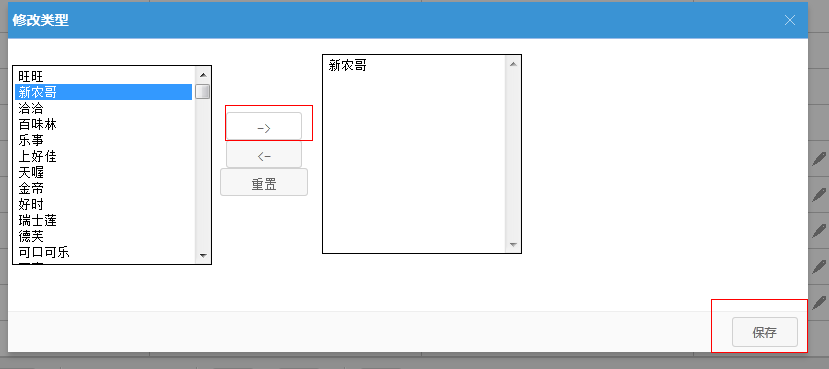 修改类型
旺旺
新农哥
洽洽
百味林
乐事
上好佳
天喔
金帝
好时
瑞士莲
德芙
可口可乐
->
<-
重置
新农哥
保存